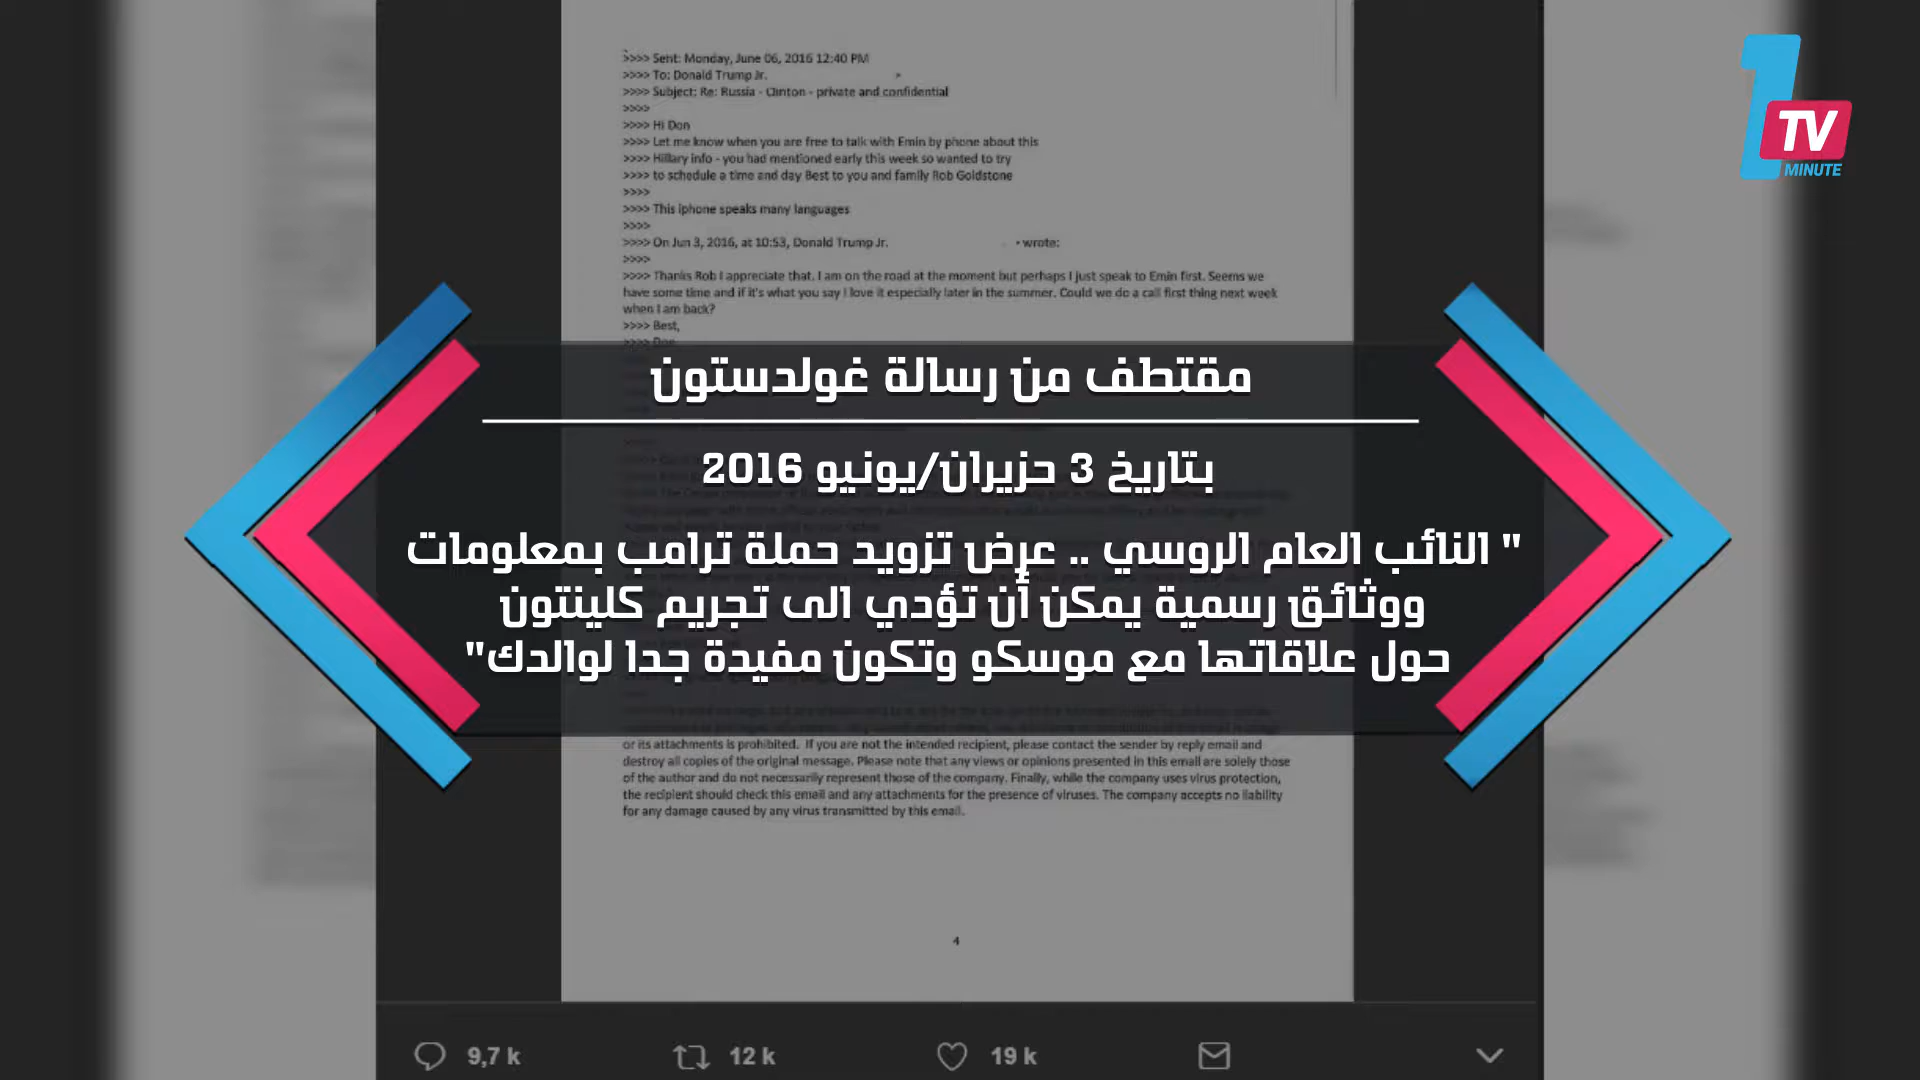 >>>> Sent: Monday, June 06, 2016 12:40 PM
>>>> To: Donald Trump Jr.
>>>> Subject: Re: Russia - Clinton - private and confidential
>>>>
>>>> Hi Don
>>>> Let me know when you are free to talk with Emin by phone about this
>>>> Hillary info - you had mentioned early this week so wanted to try
>>>> to schedule a time and day Best to you and family Rob Goldstone
>>>>
>>>> This iphone speaks many languages
>>>>
>>>> On Jun 3, 2016, at 10:53, Donald Trump Jr. wrote:
>>>>
>>>> Thanks Rob I appreciate that. I am on the road at the moment but perhaps I just speak to Emin first. Seems we
have some time and if it's what you say I love it especially later in the summer. Could we do a call first thing next week
when I am back?
>>>> Best,
>>>> Don
1
TV
MINUTE
مقتطف من رسالة غولدستون
بتاريخ 3 حزيران/يونيو 2016
" النائب العام الروسي .. عرض تزويد حملة ترامب بمعلومات
ووثائق رسمية يمكن أن تؤدي الى تجريم كلينتون
حول علاقاتها مع موسكو وتكون مفيدة جدا لوالدك"
or its attachments is prohibited. If you are not the intended recipient, please contact the sender by reply email and
destroy all copies of the original message. Please note that any views or opinions presented in this email are solely those
of the author and do not necessarily represent those of the company. Finally, while the company uses virus protection,
the recipient should check this email and any attachments for the presence of viruses. The company accepts no liability
for any damage caused by any virus transmitted by this email.
4
9,7 k
12 k
19 k